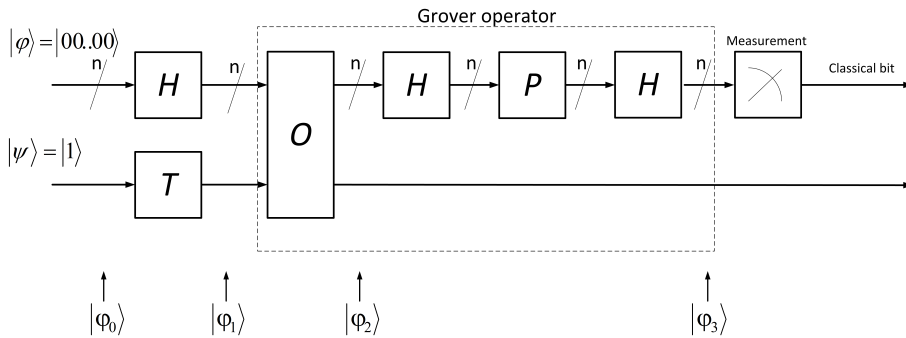 Grover operator
|φ⟩=|00..00⟩
Measurement
n
n
n
n
n
n
Classical bit
H
H
P
H
O
|ψ⟩=|1⟩
T
|φ₀⟩
|φ₁⟩
|φ₂⟩
|φ₃⟩